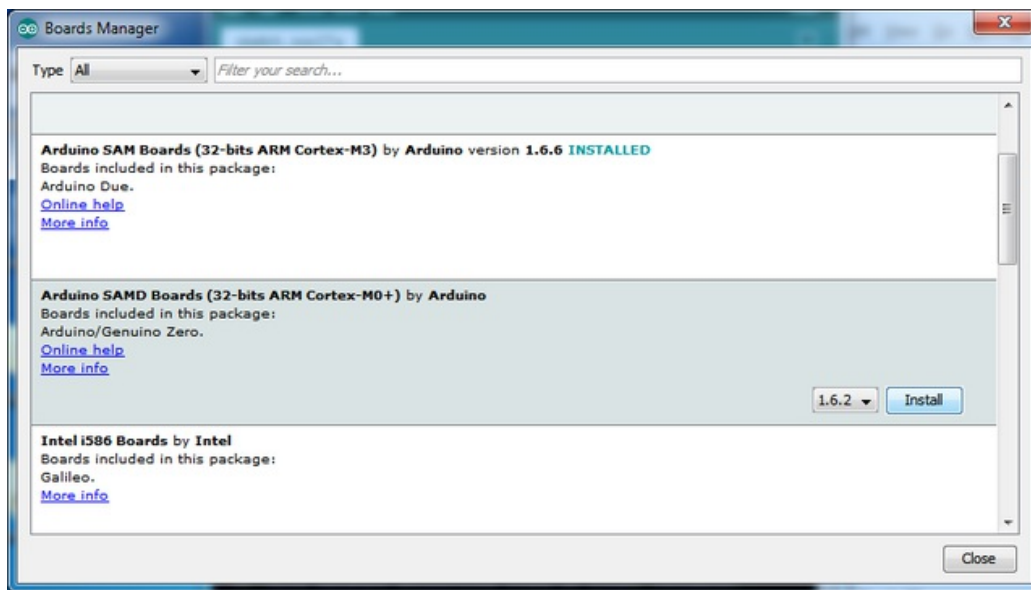 Boards Manager
Type All Filter your search...
Arduino SAM Boards (32-bits ARM Cortex-M3) by Arduino version 1.6.6 INSTALLED
Boards included in this package:
Arduino Due.
Online help
More info
Arduino SAMD Boards (32-bits ARM Cortex-M0+) by Arduino
Boards included in this package:
Arduino/Genuino Zero.
Online help
More info
1.6.2 Install
Intel i586 Boards by Intel
Boards included in this package:
Galileo.
More info
Close